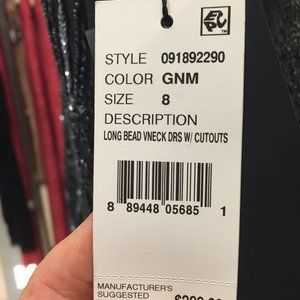 STYLE 091892290
COLOR GNM
SIZE 8
DESCRIPTION
LONG BEAD VNECK DRS W/ CUTOUTS
8 89448 05685 1
MANUFACTURER'S
SUGGESTED